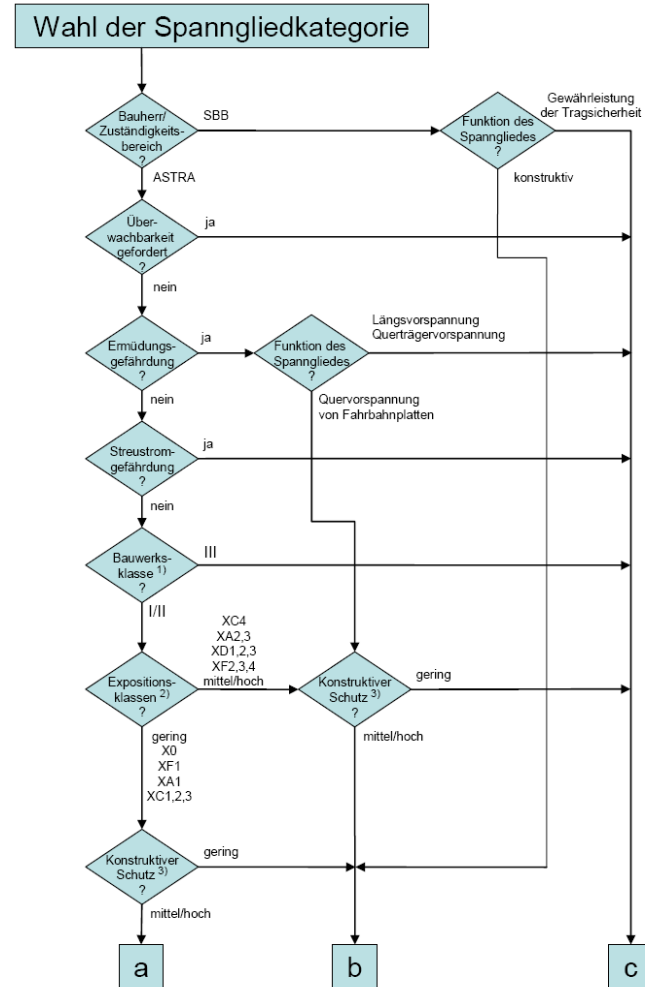 Wahl der Spanngliedkategorie
Bauherr/
Zuständigkeits-
bereich
?
SBB
Funktion des
Spanngliedes
?
Gewährleistung
der Tragsicherheit
konstruktiv
ASTRA
Über-
wachbarkeit
gefordert
?
ja
nein
Ermüdungs-
gefährdung
?
ja
Funktion des
Spanngliedes
?
Längsvorspannung
Querträgervorspannung
Quervorspannung
von Fahrbahnplatten
nein
Streustrom-
gefährdung
?
ja
nein
Bauwerks-
klasse 1)
?
III
I/II
Expositions-
klassen 2)
?
XC4
XA2,3
XD1,2,3
XF2,3,4
mittel/hoch
Konstruktiver
Schutz 3)
?
gering
mittel/hoch
gering
X0
XF1
XA1
XC1,2,3
Konstruktiver
Schutz 3)
?
gering
mittel/hoch
a
b
c